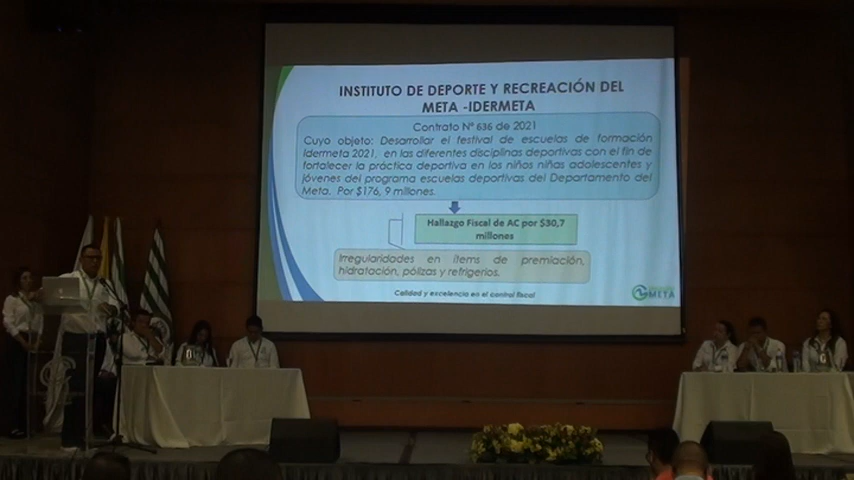 INSTITUTO DE DEPORTE Y RECREACIÓN DEL
META -IDERMETA
Contrato N° 636 de 2021
Cuyo objeto: Desarrollar el festival de escuelas de formación
Idermeta 2021, en las diferentes disciplinas deportivas con el fin de
fortalecer la práctica deportiva en los niños niñas adolescentes y
jóvenes del programa escuelas deportivas del Departamento del
Meta. Por $176, 9 millones.
Hallazgo Fiscal de AC por $30,7
millones
Irregularidades en ítems de premiación,
hidratación, pólizas y refrigerios.
Calidad y excelencia en el control fiscal
META